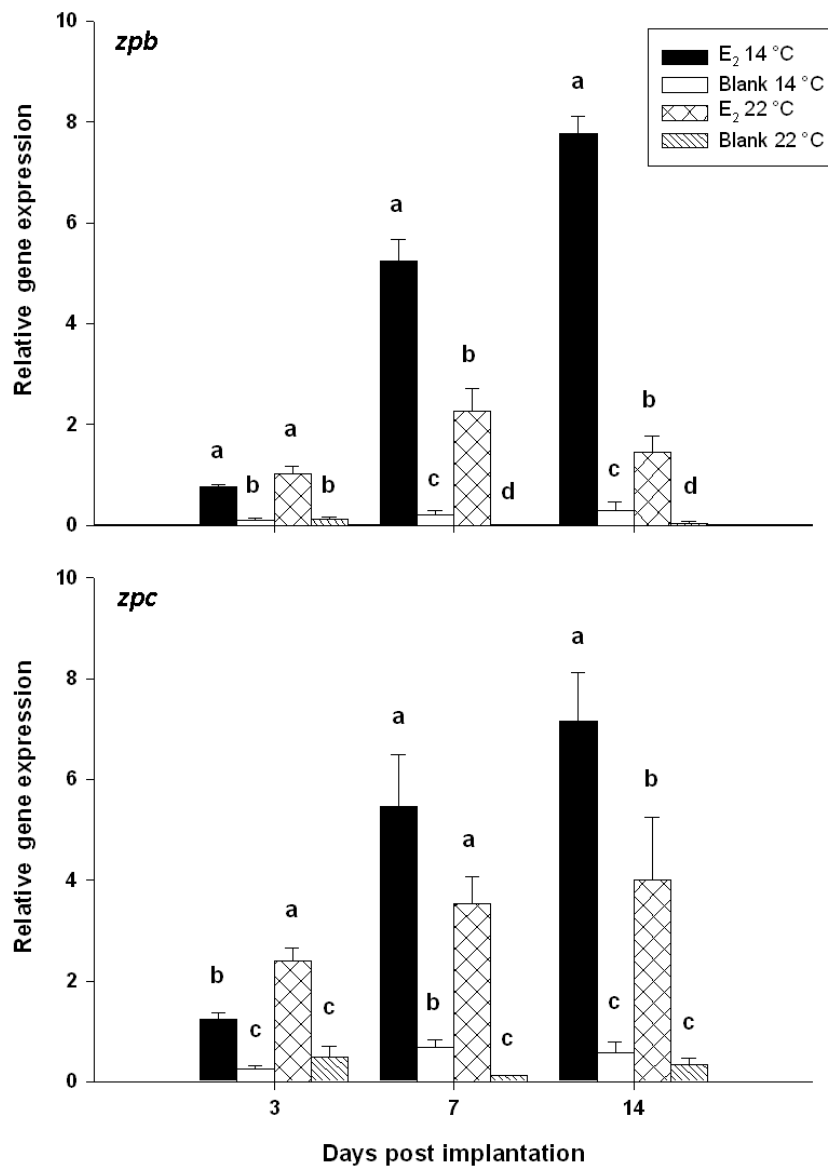 zpb
E₂ 14 °C
Blank 14 °C
E₂ 22 °C
Blank 22 °C
Relative gene expression
10
8
6
4
2
0
a b a b
a c b d
a c b d
zpc
Relative gene expression
10
8
6
4
2
0
b c a c
a b a c
a c b c
3 7 14
Days post implantation